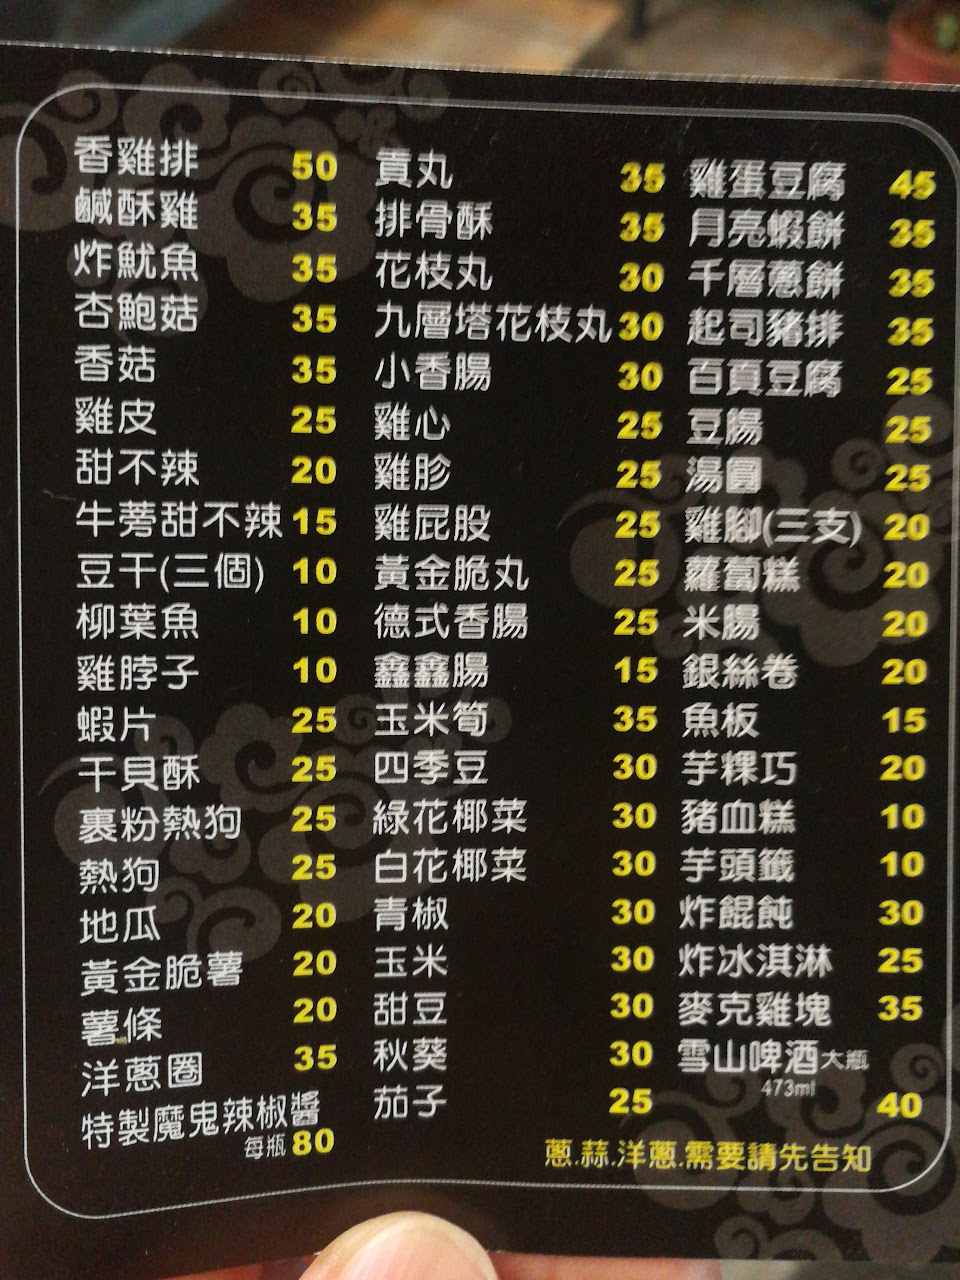 香雞排 50
鹹酥雞 35
炸魷魚 35
杏鮑菇 35
香菇 35
雞皮 25
甜不辣 20
牛蒡甜不辣 15
豆干(三個) 10
柳葉魚 10
雞脖子 10
蝦片 25
干貝酥 25
裹粉熱狗 25
熱狗 25
地瓜 20
黃金脆薯 20
薯條 20
洋蔥圈 35
特製魔鬼辣椒醬
每瓶 80
貢丸 35
排骨酥 35
花枝丸 30
九層塔花枝丸 30
小香腸 30
雞心 25
雞胗 25
雞屁股 25
黃金脆丸 25
德式香腸 25
鑫鑫腸 15
玉米筍 35
四季豆 30
綠花椰菜 30
白花椰菜 30
青椒 30
玉米 30
甜豆 30
秋葵 30
茄子 25
雞蛋豆腐 45
月亮蝦餅 35
千層蔥餅 35
起司豬排 35
百頁豆腐 25
豆腸 25
湯圓 25
雞腳(三支) 20
蘿蔔糕 20
米腸 20
銀絲卷 20
魚板 15
芋粿巧 20
豬血糕 10
芋頭籤 10
炸餛飩 30
炸冰淇淋 25
麥克雞塊 35
雪山啤酒大瓶
473ml 40
蔥.蒜.洋蔥.需要請先告知